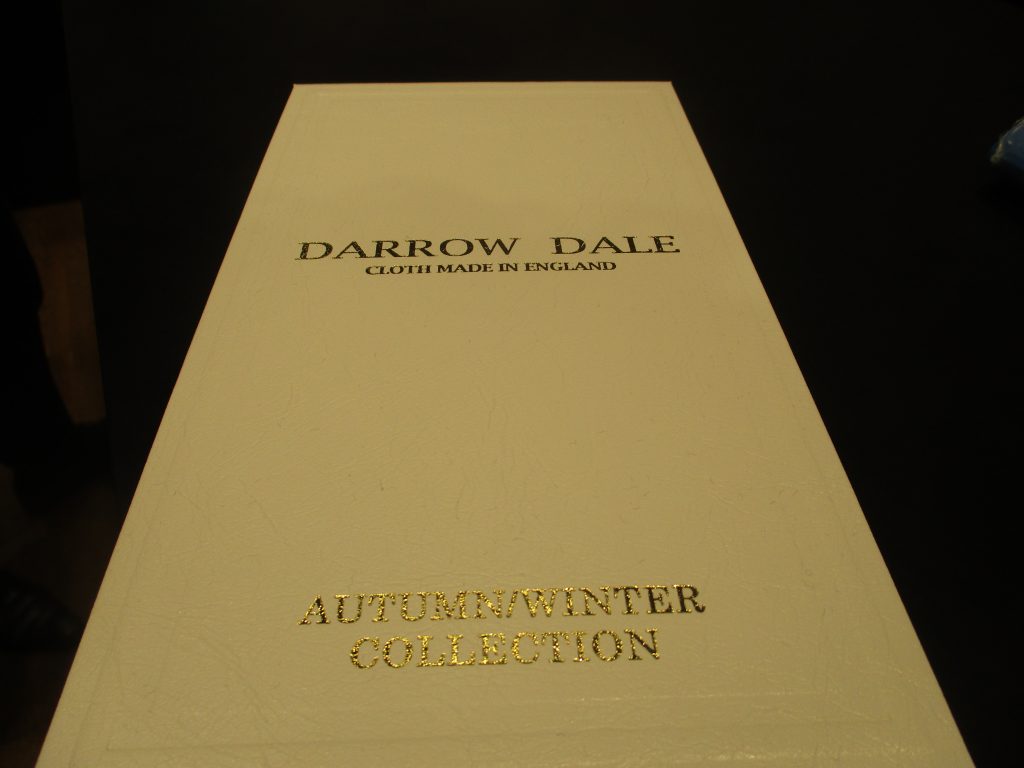 DARROW DALE
CLOTH MADE IN ENGLAND
AUTUMN/WINTER
COLLECTION